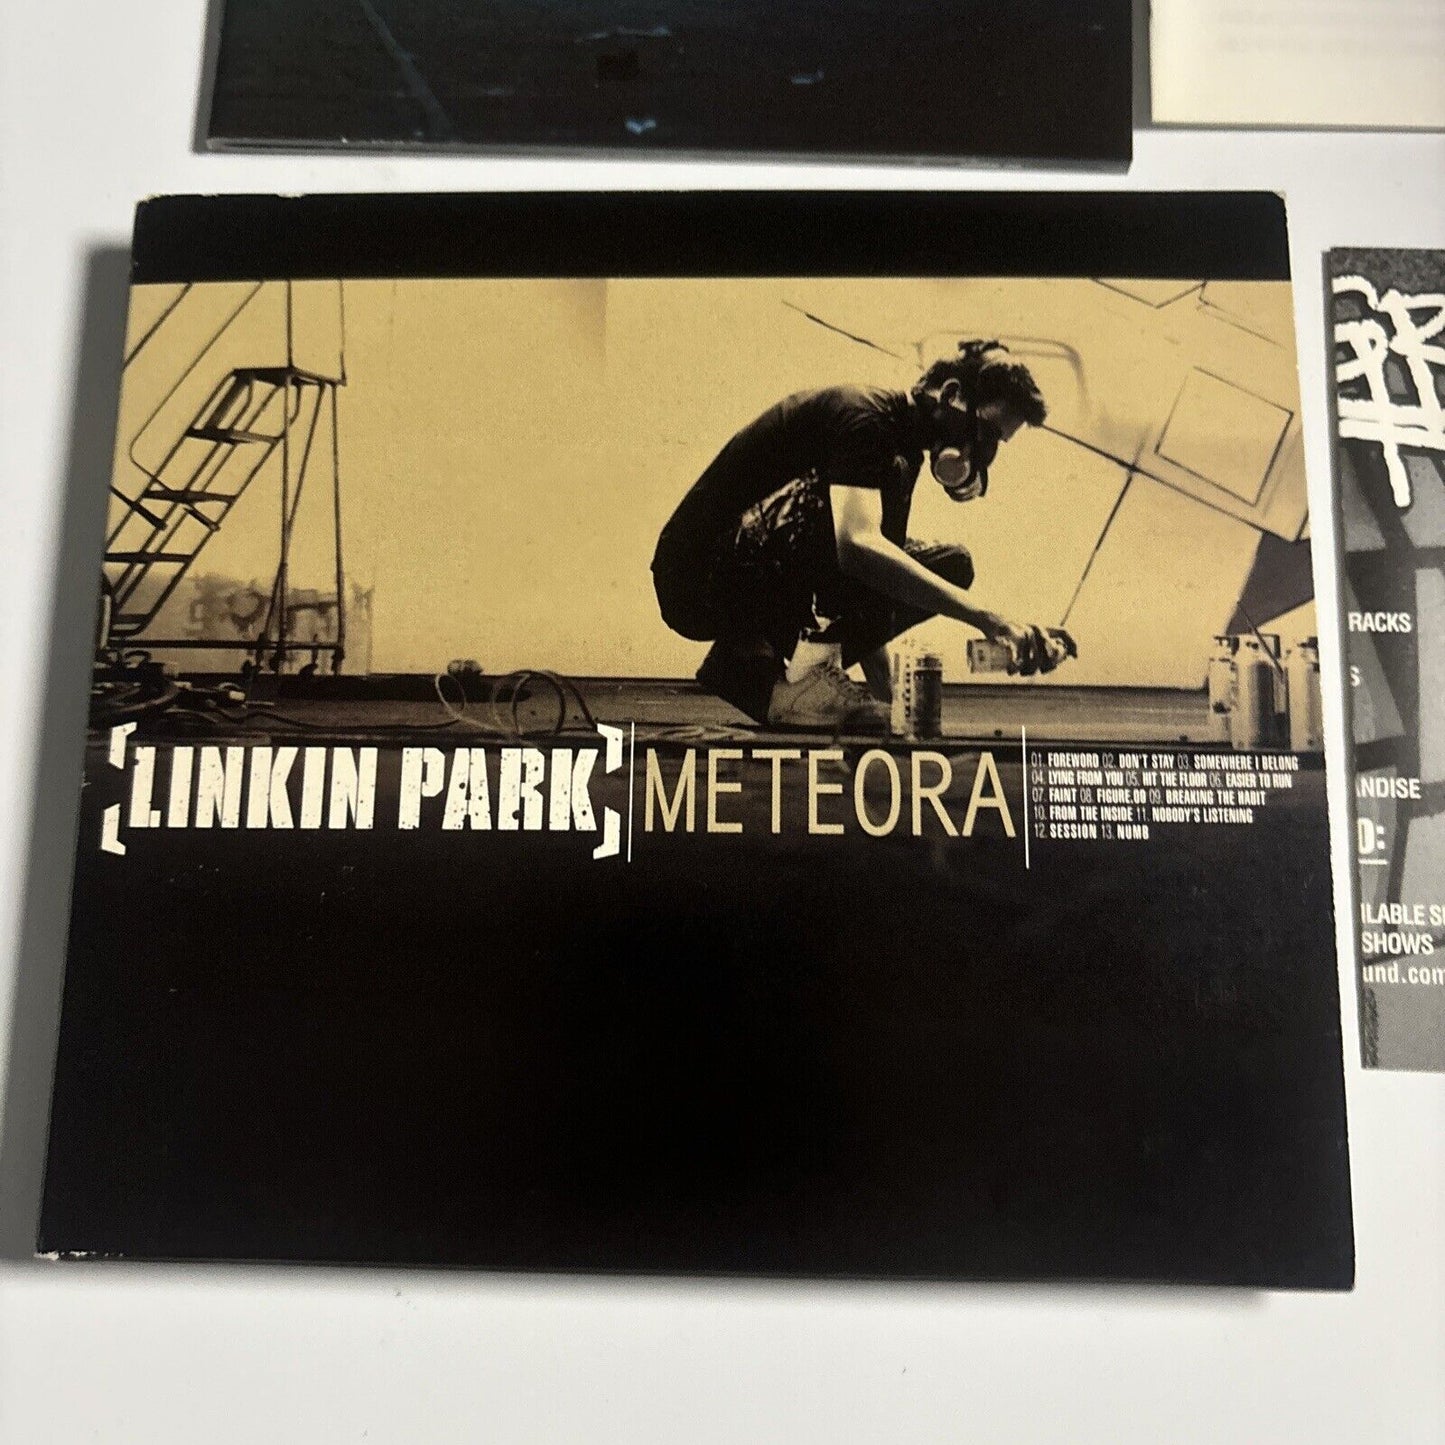 [LINKIN PARK]
METEORA
01. FOREWORD 02. DON'T STAY 03. SOMEWHERE I BELONG
04. LYING FROM YOU 05. HIT THE FLOOR 06. EASIER TO RUN
07. FAINT 08. FIGURE.09 09. BREAKING THE HABIT
10. FROM THE INSIDE 11. NOBODY'S LISTENING
12. SESSION 13. NUMB
RACKS
S
NDISE
O:
ILABLE
SHOWS
und.com